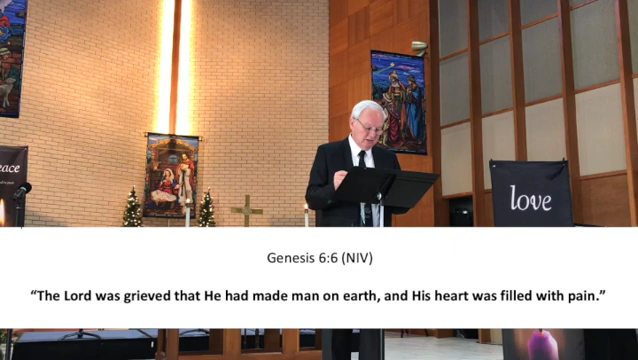 eace
love
Genesis 6:6 (NIV)
“The Lord was grieved that He had made man on earth, and His heart was filled with pain.”